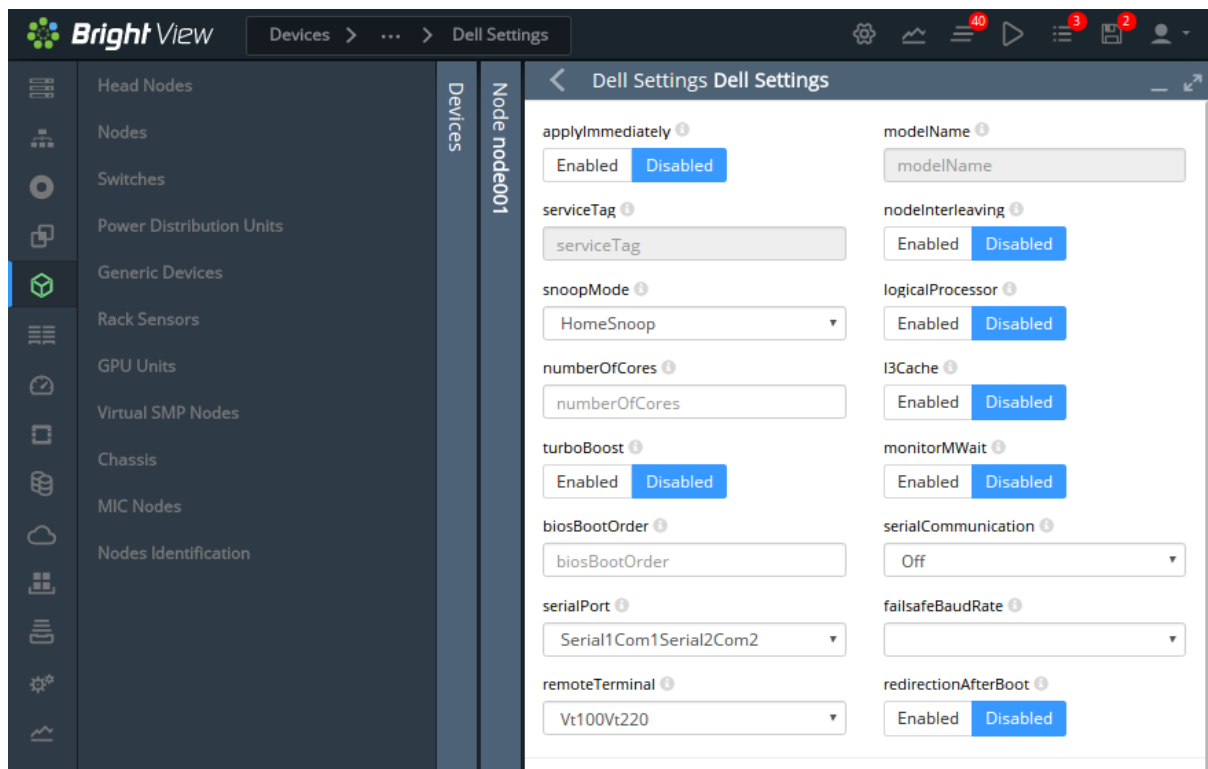 Bright View
Devices > ... > Dell Settings
40
3
2
Head Nodes
Nodes
Switches
Power Distribution Units
Generic Devices
Rack Sensors
GPU Units
Virtual SMP Nodes
Chassis
MIC Nodes
Nodes Identification
Devices
Node node001
Dell Settings Dell Settings
applyImmediately
Enabled Disabled
modelName
modelName
serviceTag
serviceTag
nodeInterleaving
Enabled Disabled
snoopMode
HomeSnoop
logicalProcessor
Enabled Disabled
numberOfCores
numberOfCores
l3Cache
Enabled Disabled
turboBoost
Enabled Disabled
monitorMWait
Enabled Disabled
biosBootOrder
biosBootOrder
serialCommunication
Off
serialPort
Serial1Com1Serial2Com2
failsafeBaudRate
remoteTerminal
Vt100Vt220
redirectionAfterBoot
Enabled Disabled